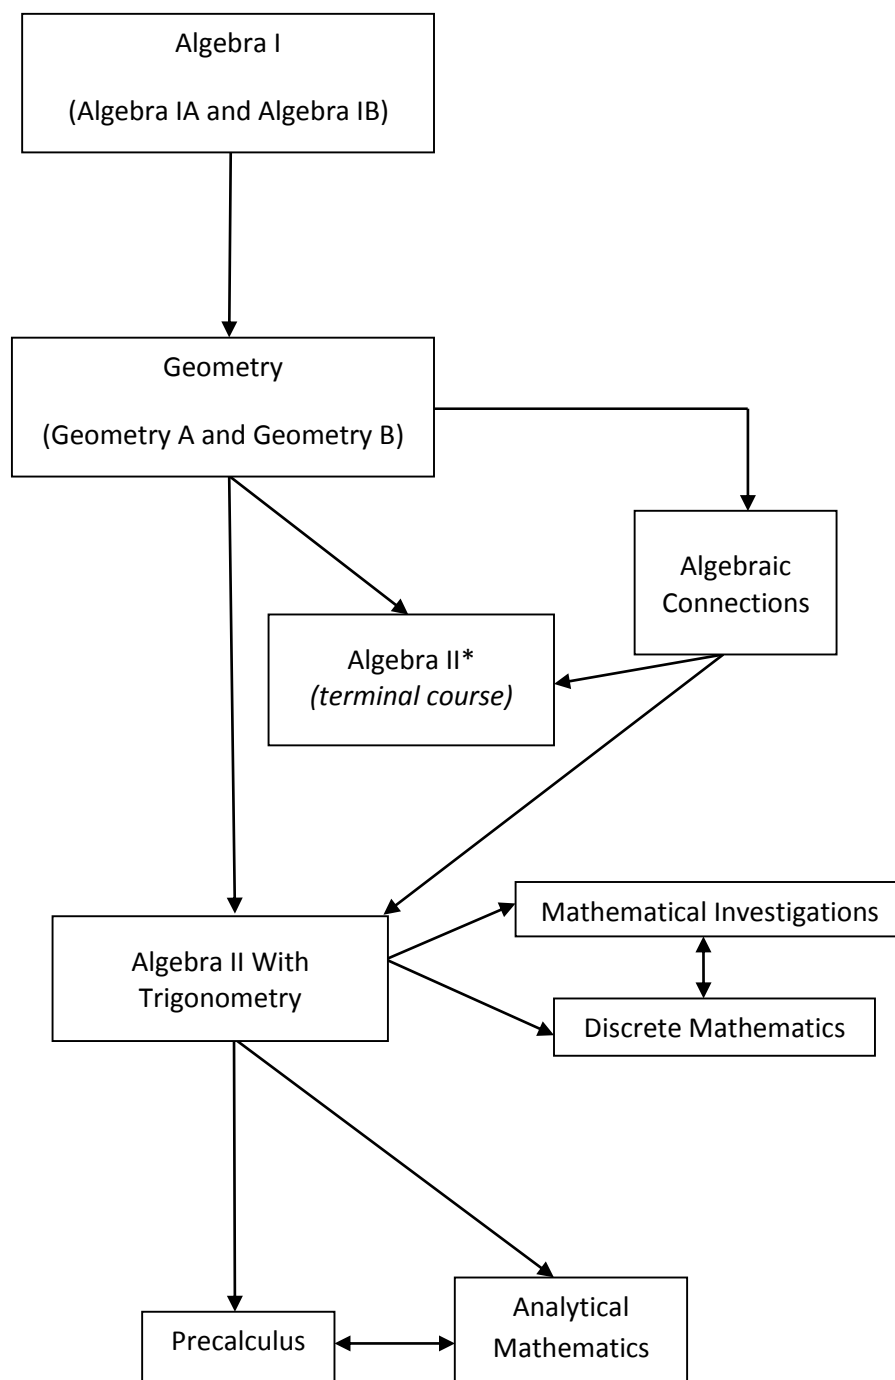 Algebra I
(Algebra IA and Algebra IB)
Geometry
(Geometry A and Geometry B)
Algebraic
Connections
Algebra II*
(terminal course)
Mathematical Investigations
Algebra II With
Trigonometry
Discrete Mathematics
Analytical
Mathematics
Precalculus